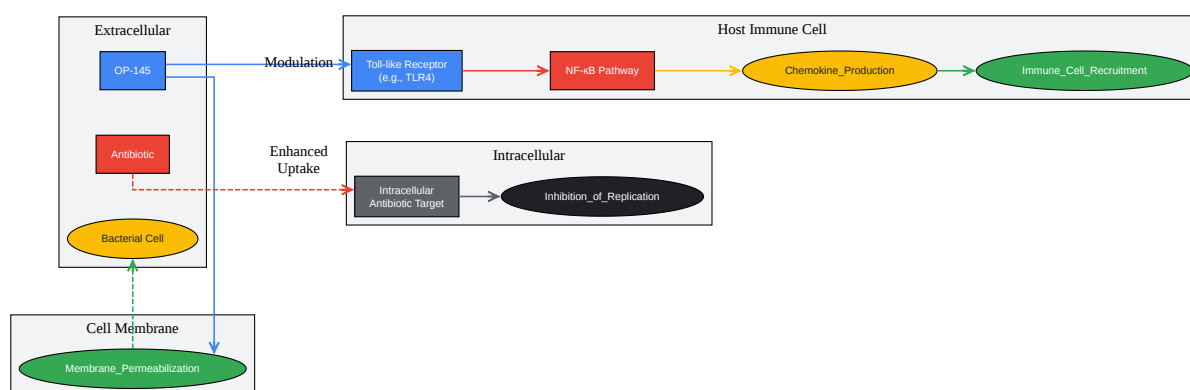 Extracellular
OP-145
Antibiotic
Bacterial Cell
Cell Membrane
Membrane_Permeabilization
Modulation
Enhanced
Uptake
Host Immune Cell
Toll-like Receptor
(e.g., TLR4)
NF-κB Pathway
Chemokine_Production
Immune_Cell_Recruitment
Intracellular
Intracellular
Antibiotic Target
Inhibition_of_Replication